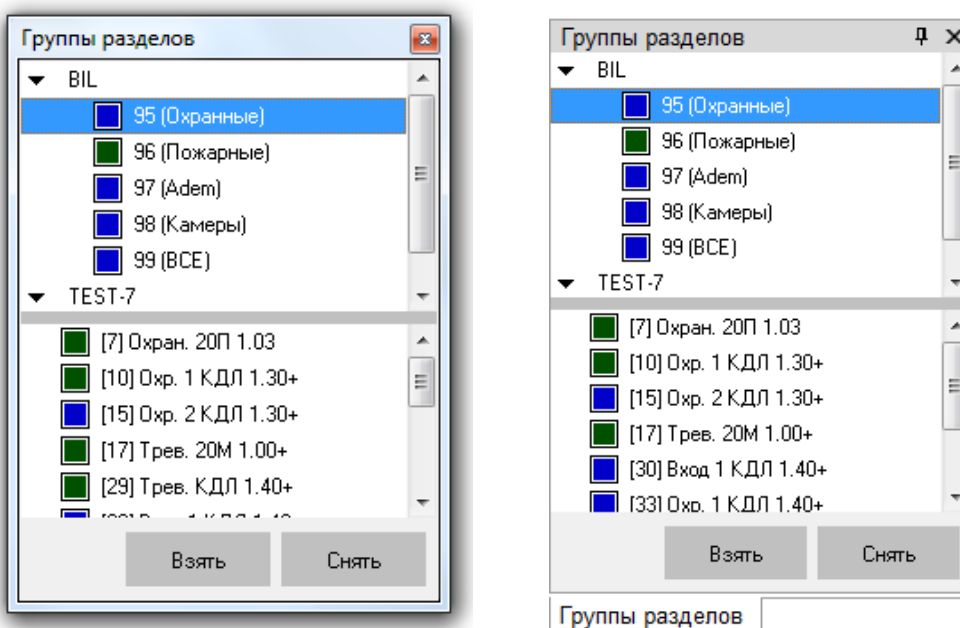 Группы разделов
BIL
95 (Охранные)
96 (Пожарные)
97 (Adem)
98 (Камеры)
99 (ВСЕ)
TEST-7
[7] Охран. 20П 1.03
[10] Охр. 1 КДЛ 1.30+
[15] Охр. 2 КДЛ 1.30+
[17] Трев. 20М 1.00+
[29] Трев. КДЛ 1.40+
Взять
Снять
Группы разделов
BIL
95 (Охранные)
96 (Пожарные)
97 (Adem)
98 (Камеры)
99 (ВСЕ)
TEST-7
[7] Охран. 20П 1.03
[10] Охр. 1 КДЛ 1.30+
[15] Охр. 2 КДЛ 1.30+
[17] Трев. 20М 1.00+
[30] Вход 1 КДЛ 1.40+
[33] Охр. 1 КДЛ 1.40+
Взять
Снять
Группы разделов